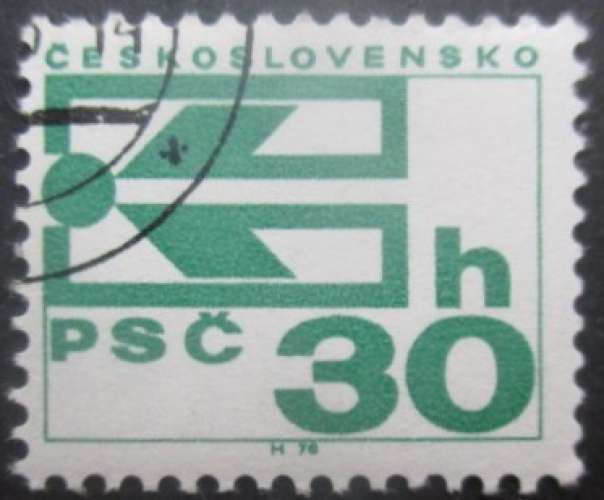 ČESKOSLOVENSKO
h
PSČ 30
H 76